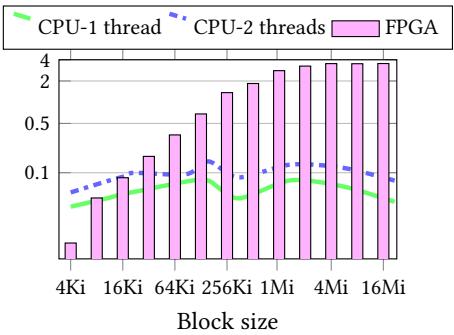 CPU-1 thread CPU-2 threads FPGA
4
2
0.5
0.1
4Ki 16Ki 64Ki 256Ki 1Mi 4Mi 16Mi
Block size